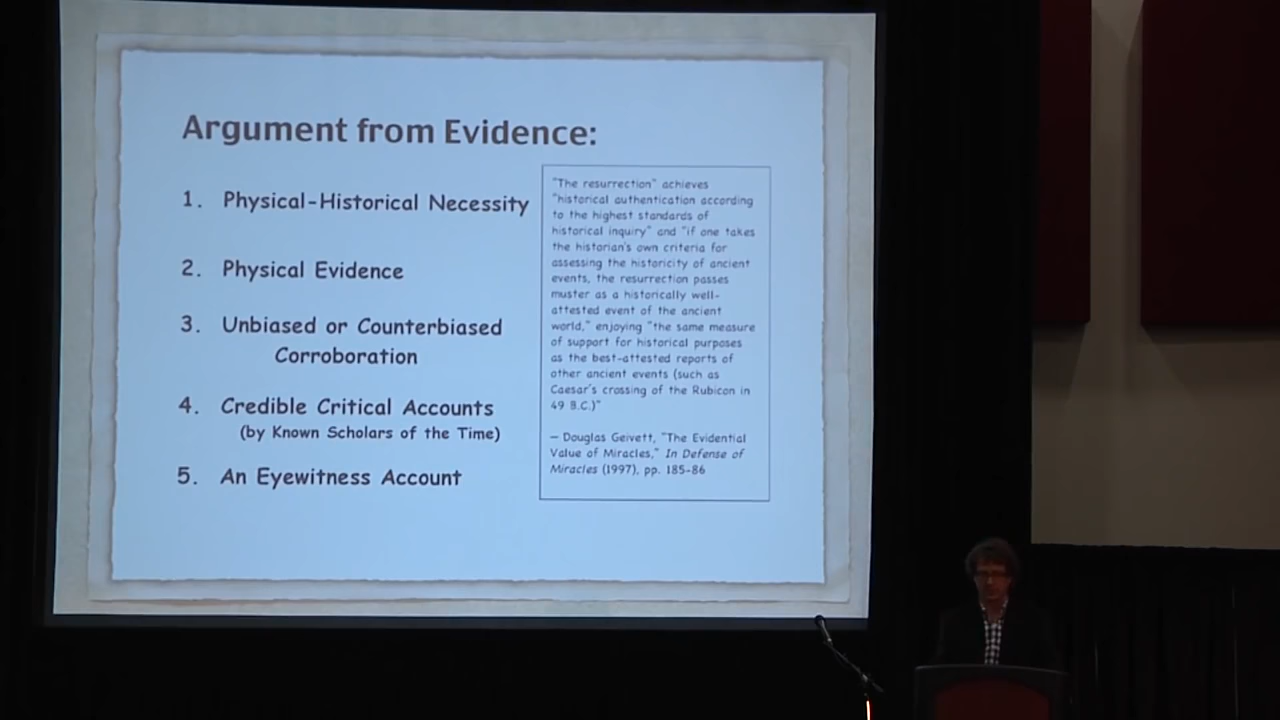 Argument from Evidence:
1. Physical-Historical Necessity
2. Physical Evidence
3. Unbiased or Counterbiased
Corroboration
4. Credible Critical Accounts
(by Known Scholars of the Time)
5. An Eyewitness Account
"The resurrection" achieves
"historical authentication according
to the highest standards of
historical inquiry" and "if one takes
the historian's own criteria for
assessing the historicity of ancient
events, the resurrection passes
muster as a historically well-
attested event of the ancient
world," enjoying "the same measure
of support for historical purposes
as the best-attested reports of
other ancient events (such as
Caesar's crossing of the Rubicon in
49 B.C.)"
— Douglas Geivett, "The Evidential
Value of Miracles," In Defense of
Miracles (1997), pp. 185-86